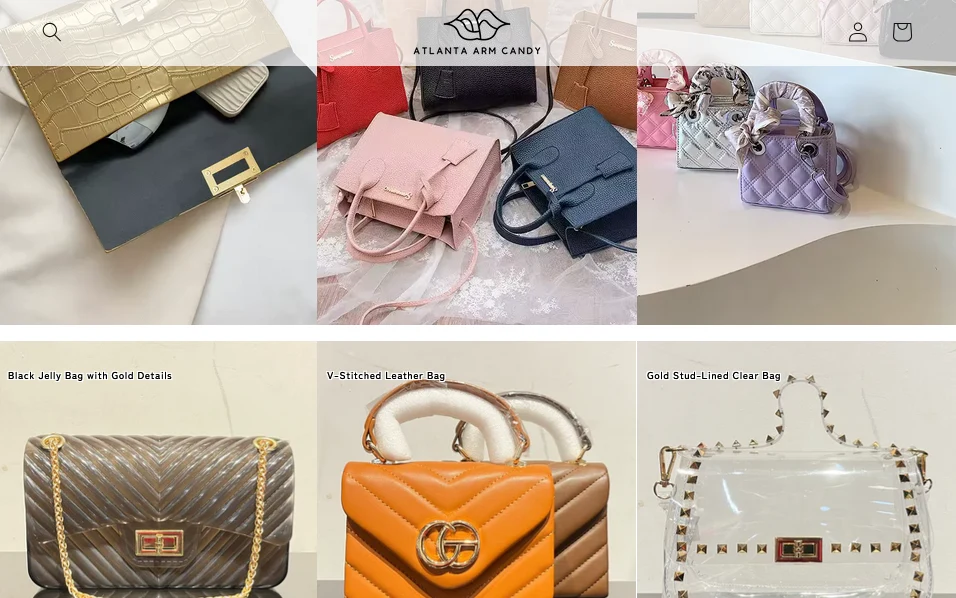 ATLANTA ARM CANDY
Black Jelly Bag with Gold Details
V-Stitched Leather Bag
Gold Stud-Lined Clear Bag